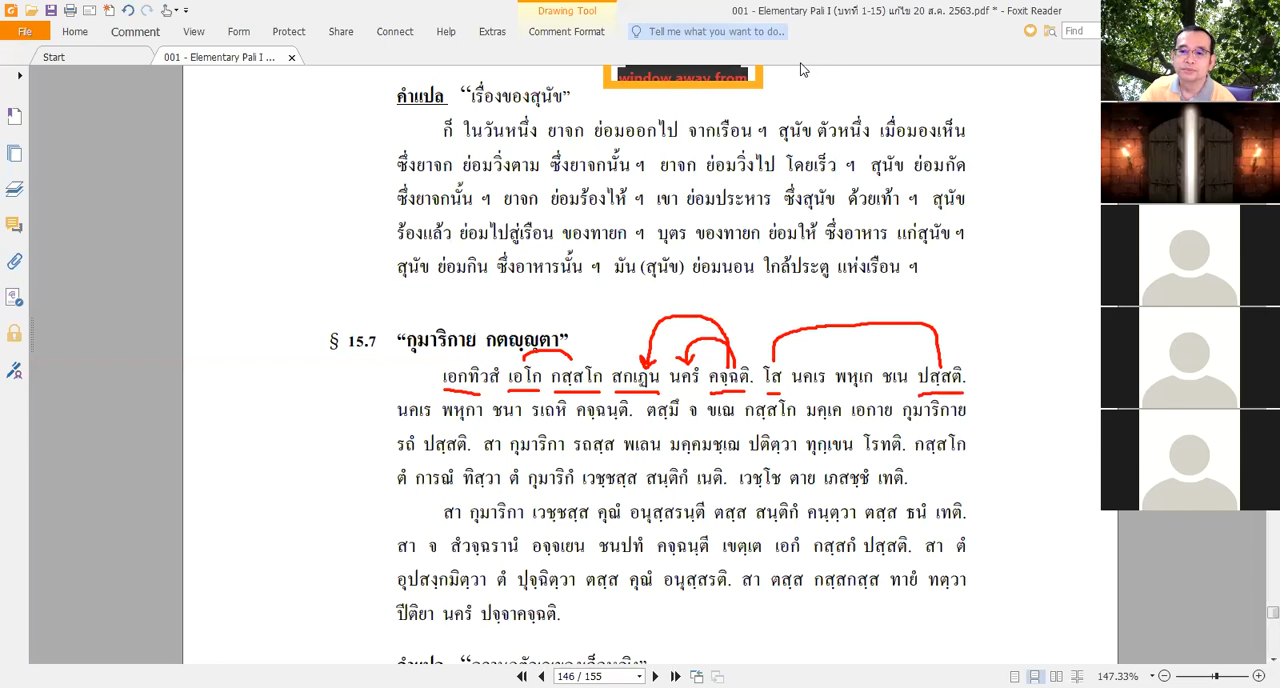 001 - Elementary Pali I (บทที่ 1-15) แก้ไข 20 ส.ค. 2563.pdf * - Foxit Reader
Drawing Tool
File Home Comment View Form Protect Share Connect Help Extras Comment Format Tell me what you want to do.. Find
Start 001 - Elementary Pali I ...
window away from
คำแปล “เรื่องของสุนัข”
ก็ ในวันหนึ่ง ยาจก ย่อมออกไป จากเรือน ฯ สุนัข ตัวหนึ่ง เมื่อมองเห็น
ซึ่งยาจก ย่อมวิ่งตาม ซึ่งยาจกนั้น ฯ ยาจก ย่อมวิ่งไป โดยเร็ว ฯ สุนัข ย่อมกัด
ซึ่งยาจกนั้น ฯ ยาจก ย่อมร้องไห้ ฯ เขา ย่อมประหาร ซึ่งสุนัข ด้วยเท้า ฯ สุนัข
ร้องแล้ว ย่อมไปสู่เรือน ของทายก ฯ บุตร ของทายก ย่อมให้ ซึ่งอาหาร แก่สุนัข ฯ
สุนัข ย่อมกิน ซึ่งอาหารนั้น ฯ มัน (สุนัข) ย่อมนอน ใกล้ประตู แห่งเรือน ฯ
§ 15.7 “กุมาริกาย กตญฺญุตา”
เอกทิวสํ เอโก กสฺสโก สกเฏน นครํ คจฺฉติ. โส นคเร พหุเก ชเน ปสฺสติ.
นคเร พหุกา ชนา รเถหิ คจฺฉนฺติ. ตสฺมึ จ ขเณ กสฺสโก มคฺเค เอกาย กุมาริกาย
รถํ ปสฺสติ. สา กุมาริกา รถสฺส พเลน มคฺคมชฺเฌ ปติตฺวา ทุกฺเขน โรทติ. กสฺสโก
ตํ การณํ ทิสฺวา ตํ กุมาริกํ เวชฺชสฺส สนฺติกํ เนติ. เวชฺโช ตาย เภสชฺชํ เทติ.
สา กุมาริกา เวชฺชสฺส คุณํ อนุสฺสรนฺตี ตสฺส สนฺติกํ คนฺตฺวา ตสฺส ธนํ เทติ.
สา จ สํวจฺฉรานํ อจฺจเยน ชนปทํ คจฺฉนฺตี เขตฺเต เอกํ กสฺสกํ ปสฺสติ. สา ตํ
อุปสงฺกมิตฺวา ตํ ปุจฺฉิตฺวา ตสฺส คุณํ อนุสฺสรติ. สา ตสฺส กสฺสกสฺส ทายํ ทตฺวา
ปีติยา นครํ ปจฺจาคจฺฉติ.
146 / 155 147.33%